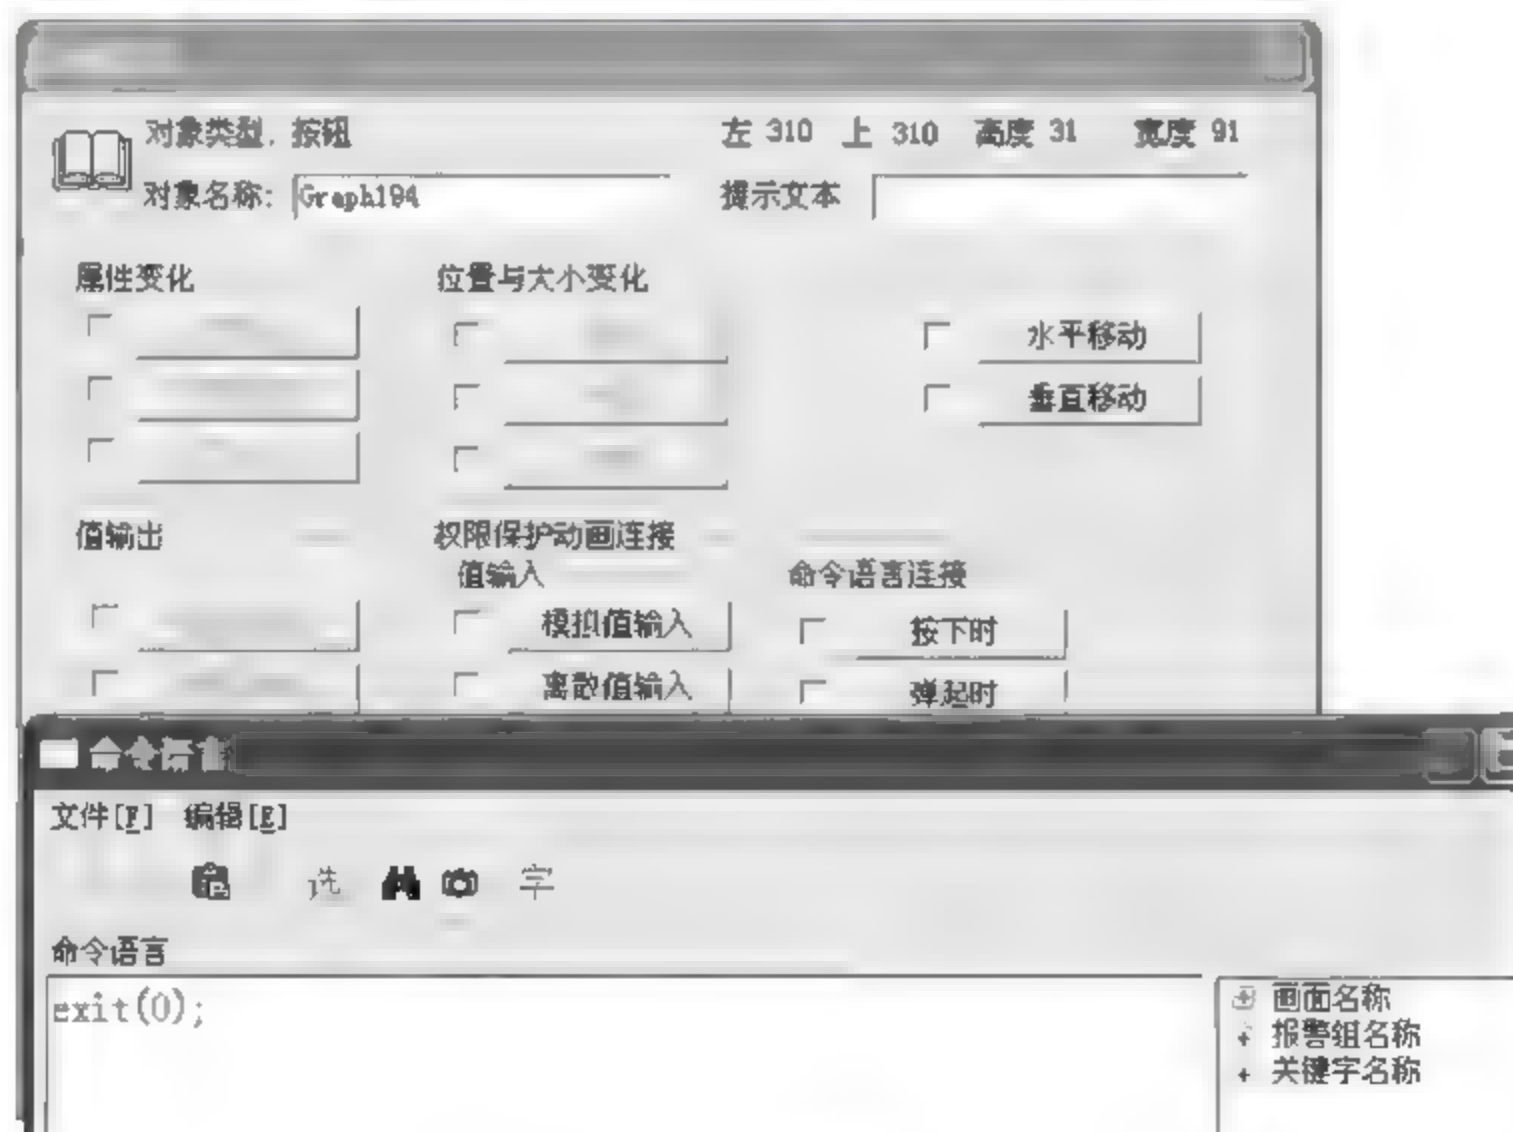 对象类型: 按钮 左 310 上 310 高度 31 宽度 91
对象名称: Graph194 提示文本
属性变化 位置与大小变化
水平移动
垂直移动
值输出 权限保护动画连接
值输入 命令语言连接
模拟值输入 按下时
离散值输入 弹起时
命令语言
文件[F] 编辑[E]
选 字
命令语言
exit(0);
画面名称
报警组名称
关键字名称